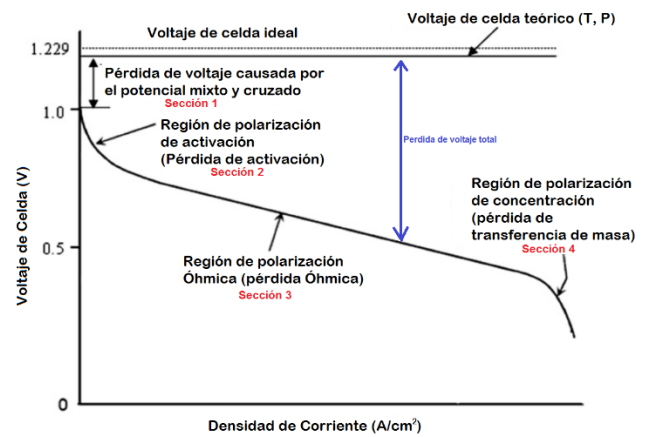 Voltaje de celda ideal
Voltaje de celda teórico (T, P)
1.229
Pérdida de voltaje causada por
el potencial mixto y cruzado
Sección 1
1.0
Región de polarización
de activación
(Pérdida de activación)
Sección 2
Perdida de voltaje total
Región de polarización
de concentración
(pérdida de
transferencia de masa)
Sección 4
0.5
Región de polarización
Óhmica (pérdida Óhmica)
Sección 3
0
Voltaje de Celda (V)
Densidad de Corriente (A/cm²)